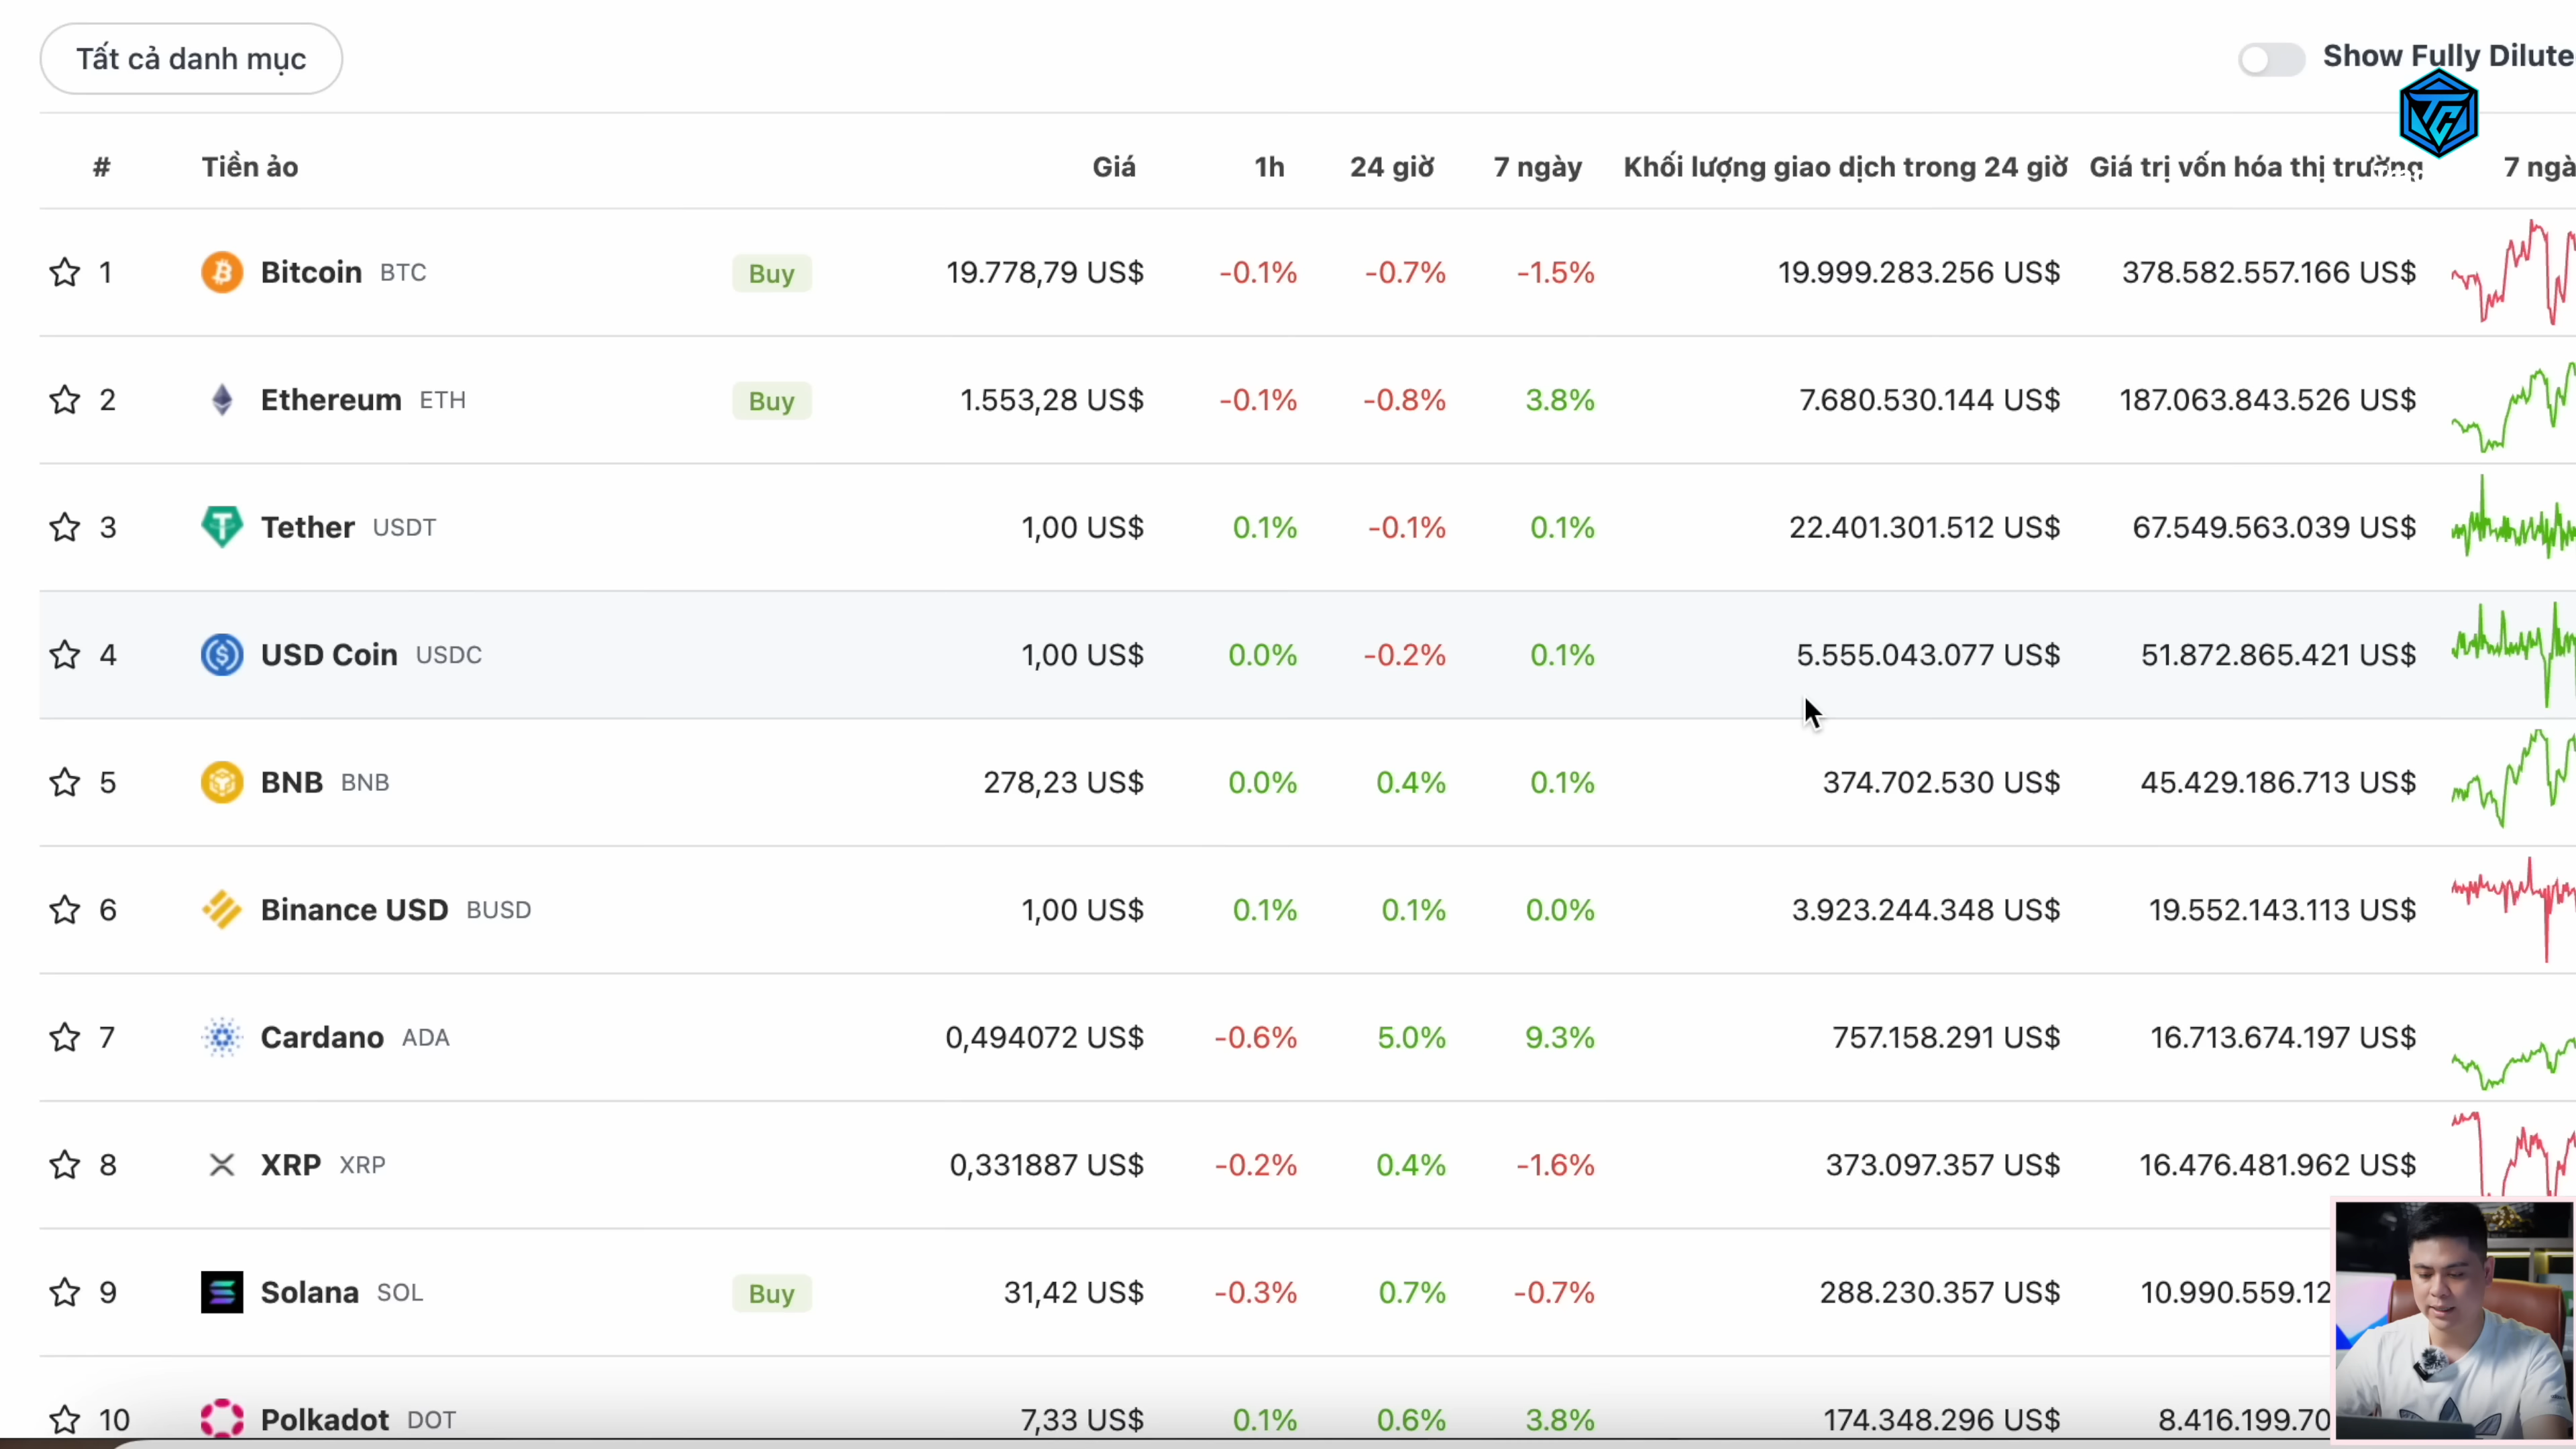 Tất cả danh mục
Show Fully Dilute
# Tiền ảo Giá 1h 24 giờ 7 ngày Khối lượng giao dịch trong 24 giờ Giá trị vốn hóa thị trường 7 ngà
1 Bitcoin BTC Buy 19.778,79 US$ -0.1% -0.7% -1.5% 19.999.283.256 US$ 378.582.557.166 US$
2 Ethereum ETH Buy 1.553,28 US$ -0.1% -0.8% 3.8% 7.680.530.144 US$ 187.063.843.526 US$
3 Tether USDT 1,00 US$ 0.1% -0.1% 0.1% 22.401.301.512 US$ 67.549.563.039 US$
4 USD Coin USDC 1,00 US$ 0.0% -0.2% 0.1% 5.555.043.077 US$ 51.872.865.421 US$
5 BNB BNB 278,23 US$ 0.0% 0.4% 0.1% 374.702.530 US$ 45.429.186.713 US$
6 Binance USD BUSD 1,00 US$ 0.1% 0.1% 0.0% 3.923.244.348 US$ 19.552.143.113 US$
7 Cardano ADA 0,494072 US$ -0.6% 5.0% 9.3% 757.158.291 US$ 16.713.674.197 US$
8 XRP XRP 0,331887 US$ -0.2% 0.4% -1.6% 373.097.357 US$ 16.476.481.962 US$
9 Solana SOL Buy 31,42 US$ -0.3% 0.7% -0.7% 288.230.357 US$ 10.990.559.12
10 Polkadot DOT 7,33 US$ 0.1% 0.6% 3.8% 174.348.296 US$ 8.416.199.70